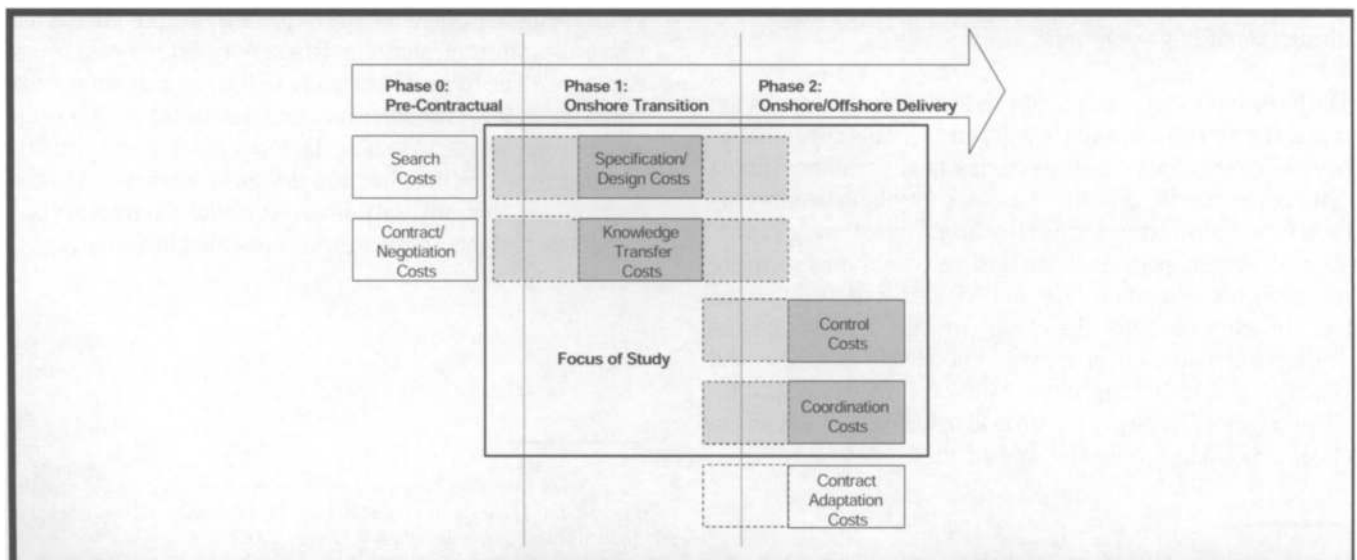 Phase 0:
Pre-Contractual
Phase 1:
Onshore Transition
Phase 2:
Onshore/Offshore Delivery
Search
Costs
Specification/
Design Costs
Contract/
Negotiation
Costs
Knowledge
Transfer
Costs
Control
Costs
Focus of Study
Coordination
Costs
Contract
Adaptation
Costs